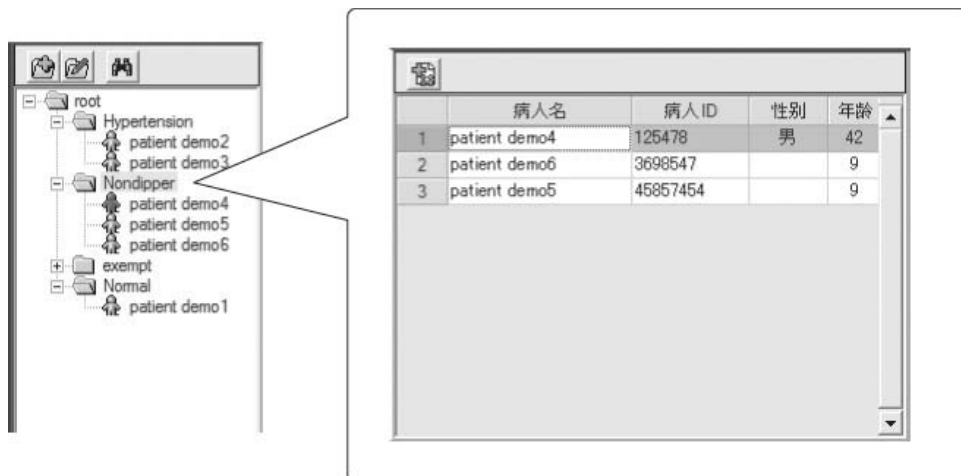 root
Hypertension
patient demo2
patient demo3
Nondipper
patient demo4
patient demo5
patient demo6
exempt
Normal
patient demo1
病人名 病人ID 性别 年龄
1 patient demo4 125478 男 42
2 patient demo6 3698547 9
3 patient demo5 45857454 9